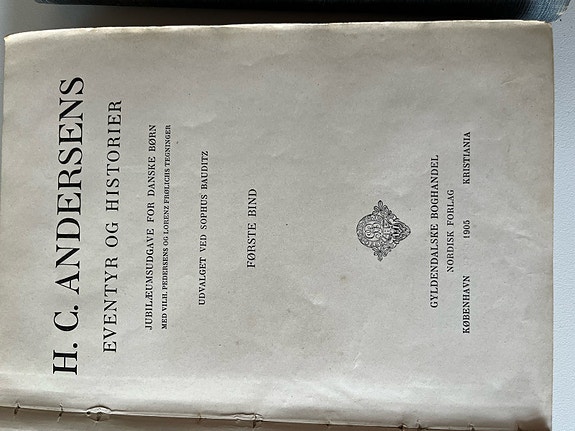 H. C. ANDERSENS
EVENTYR OG HISTORIER
JUBILÆUMSUDGAVE FOR DANSKE BØRN
MED VILH. PEDERSENS OG LORENZ FRØLICHS TEGNINGER
UDVALGET VED SOPHUS BAUDITZ
FØRSTE BIND
GYLDENDALSKE BOGHANDEL
NORDISK FORLAG
KØBENHAVN 1905 KRISTIANIA